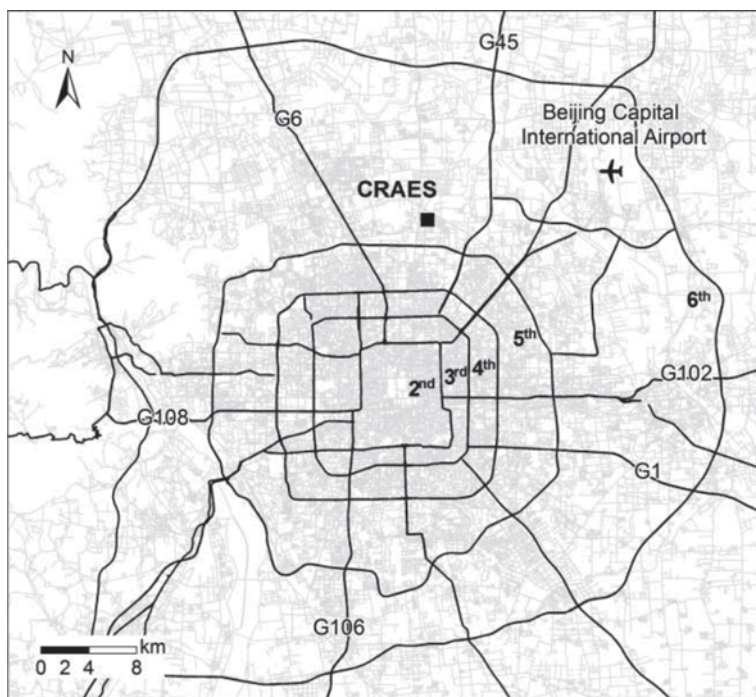 N
G45
G6
Beijing Capital
International Airport
CRAES
6th
5th
4th
3rd
2nd
G102
G108
G1
G106
km
0 2 4 8